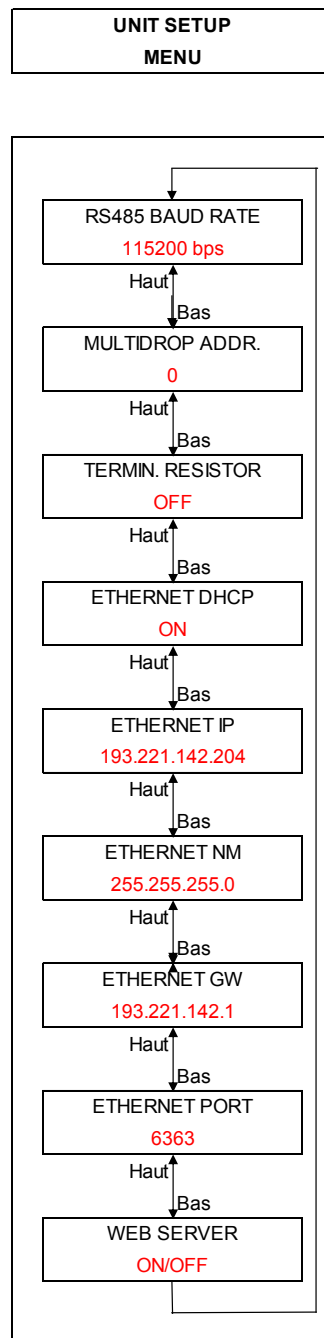 UNIT SETUP
MENU
RS485 BAUD RATE
115200 bps
Haut
Bas
MULTIDROP ADDR.
0
Haut
Bas
TERMIN. RESISTOR
OFF
Haut
Bas
ETHERNET DHCP
ON
Haut
Bas
ETHERNET IP
193.221.142.204
Haut
Bas
ETHERNET NM
255.255.255.0
Haut
Bas
ETHERNET GW
193.221.142.1
Haut
Bas
ETHERNET PORT
6363
Haut
Bas
WEB SERVER
ON/OFF